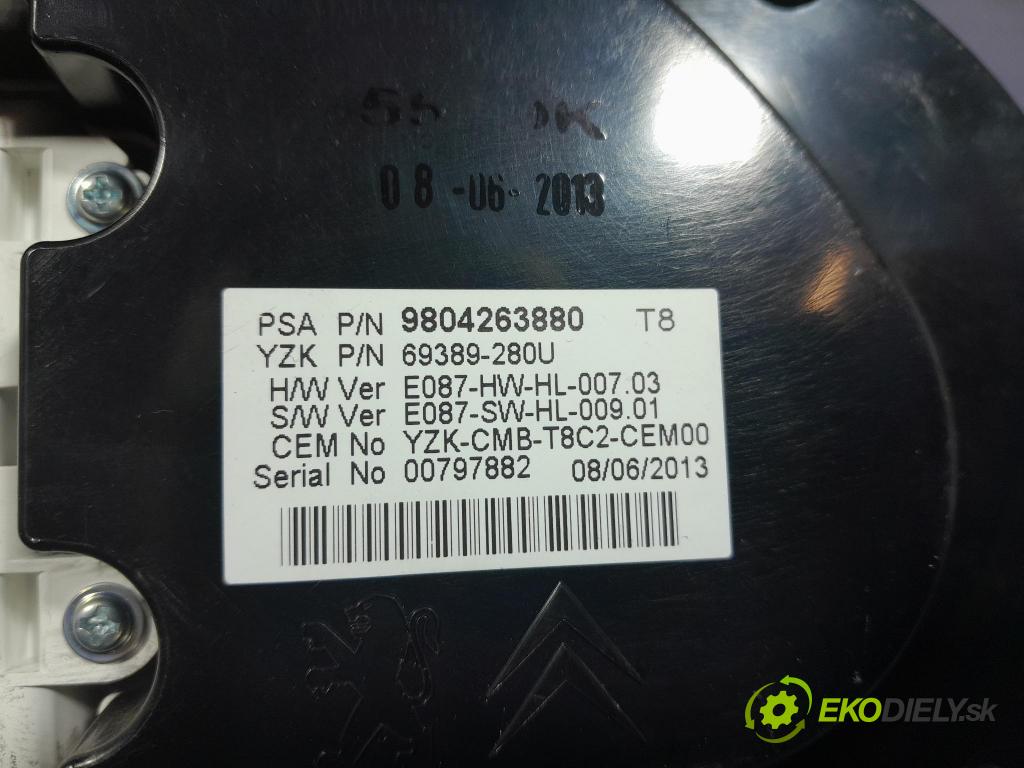 08-06-2013
PSA P/N 9804263880 T8
YZK P/N 69389-280U
H/W Ver E087-HW-HL-007.03
S/W Ver E087-SW-HL-009.01
CEM No YZK-CMB-T8C2-CEM00
Serial No 00797882 08/06/2013
EKODIELY.sk